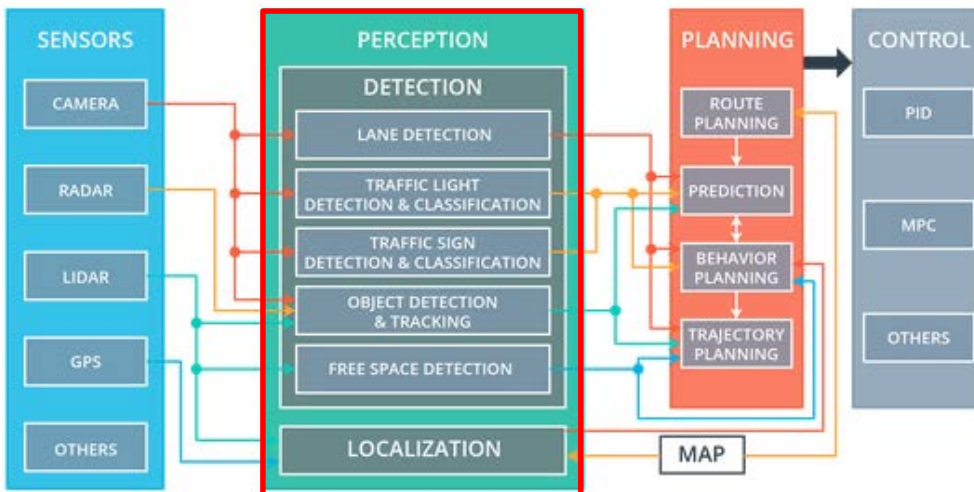 SENSORS
CAMERA
RADAR
LIDAR
GPS
OTHERS
PERCEPTION
DETECTION
LANE DETECTION
TRAFFIC LIGHT
DETECTION & CLASSIFICATION
TRAFFIC SIGN
DETECTION & CLASSIFICATION
OBJECT DETECTION
& TRACKING
FREE SPACE DETECTION
LOCALIZATION
PLANNING
ROUTE
PLANNING
PREDICTION
BEHAVIOR
PLANNING
TRAJECTORY
PLANNING
MAP
CONTROL
PID
MPC
OTHERS